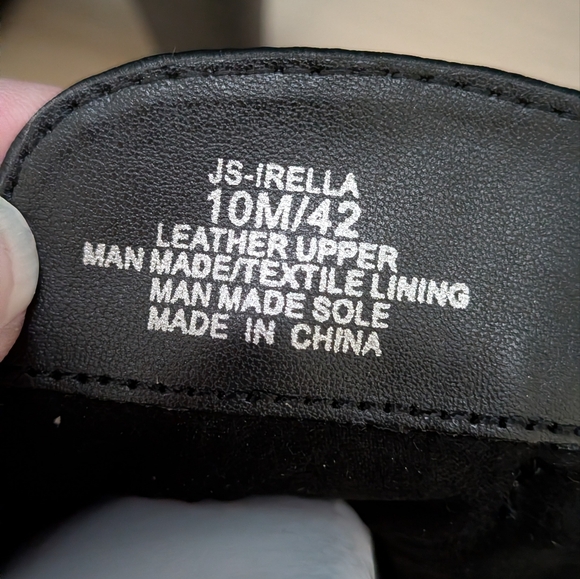 JS-IRELLA
10M/42
LEATHER UPPER
MAN MADE/TEXTILE LINING
MAN MADE SOLE
MADE IN CHINA